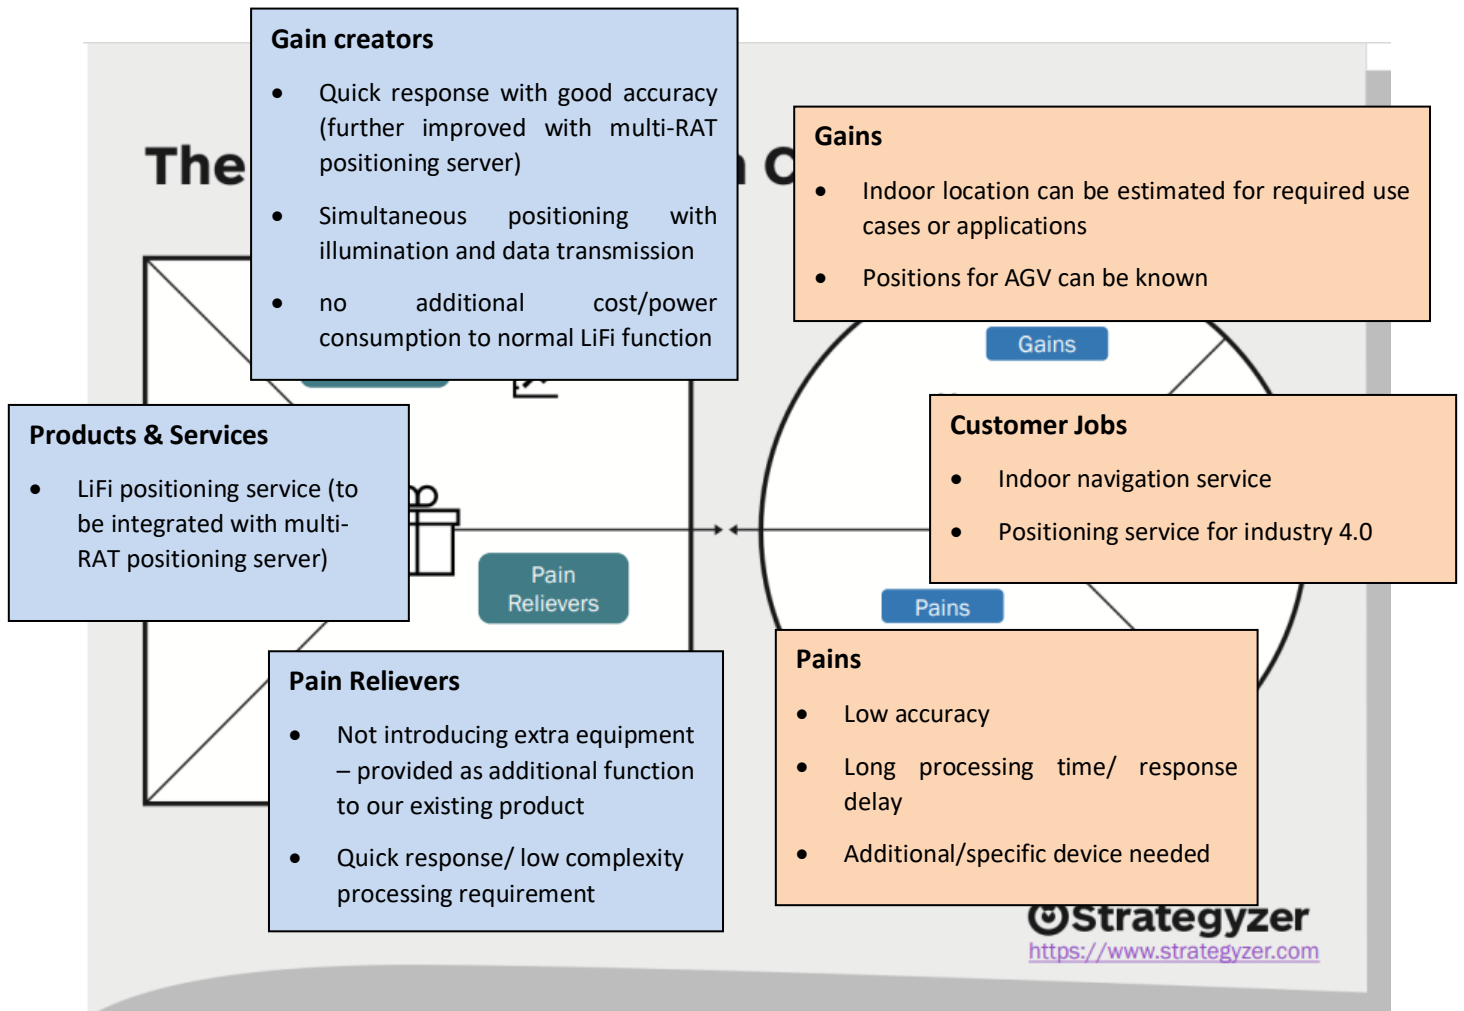 Gain creators
• Quick response with good accuracy
(further improved with multi-RAT
positioning server)
• Simultaneous positioning with
illumination and data transmission
• no additional cost/power
consumption to normal LiFi function
The
Gains
• Indoor location can be estimated for required use
cases or applications
• Positions for AGV can be known
Gains
Products & Services
• LiFi positioning service (to
be integrated with multi-
RAT positioning server)
Customer Jobs
• Indoor navigation service
• Positioning service for industry 4.0
Pain
Relievers
Pains
Pain Relievers
• Not introducing extra equipment
– provided as additional function
to our existing product
• Quick response/ low complexity
processing requirement
Pains
• Low accuracy
• Long processing time/ response
delay
• Additional/specific device needed
Strategyzer
https://www.strategyzer.com